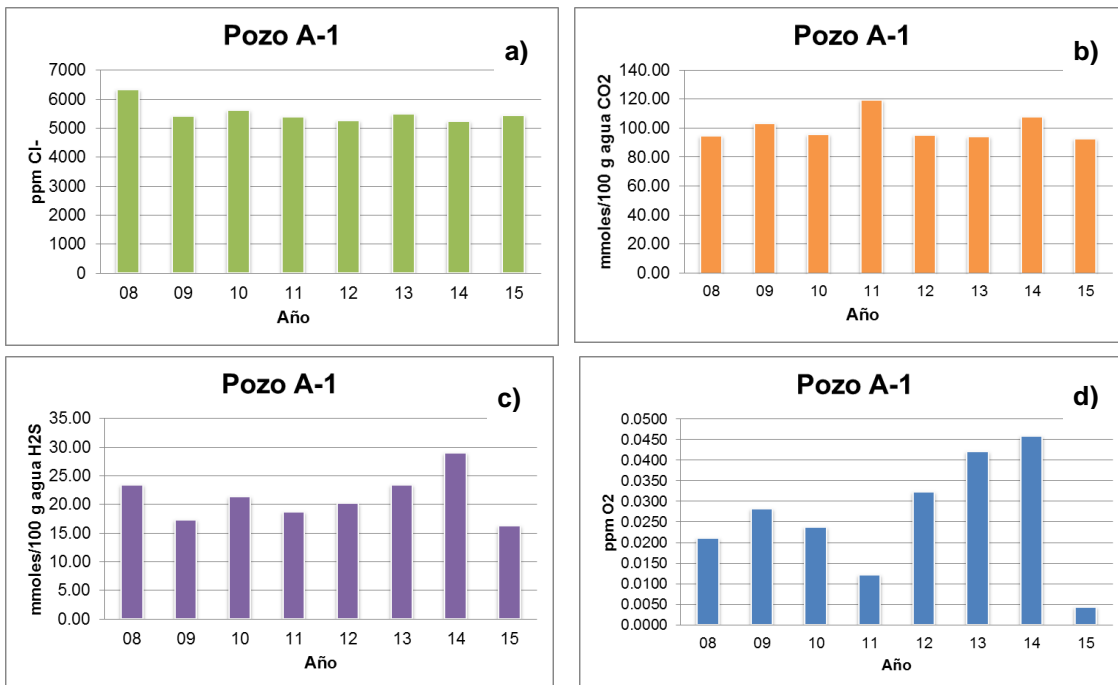 Pozo A-1
a)
ppm Cl-
7000
6000
5000
4000
3000
2000
1000
0
08 09 10 11 12 13 14 15
Año
Pozo A-1
b)
mmoles/100 g agua CO2
140.00
120.00
100.00
80.00
60.00
40.00
20.00
0.00
08 09 10 11 12 13 14 15
Año
Pozo A-1
c)
mmoles/100 g agua H2S
35.00
30.00
25.00
20.00
15.00
10.00
5.00
0.00
08 09 10 11 12 13 14 15
Año
Pozo A-1
d)
ppm O2
0.0500
0.0450
0.0400
0.0350
0.0300
0.0250
0.0200
0.0150
0.0100
0.0050
0.0000
08 09 10 11 12 13 14 15
Año